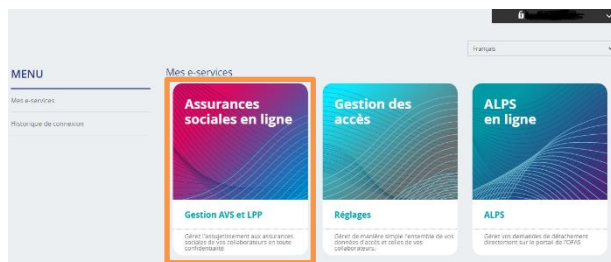 Français
MENU
Mes e-services
Historique de connexion
Mes e-services
Assurances
sociales en ligne
Gestion AVS et LPP
Gérer l'assujettissement aux assurances
sociales de vos collaborateurs en toute
confidentialité
Gestion des
accès
Réglages
Gérer de manière simple l'ensemble de vos
données d'accès et celles de vos
collaborateurs.
ALPS
en ligne
ALPS
Gérer vos demandes de détachement
directement sur le portail de l'OFAS